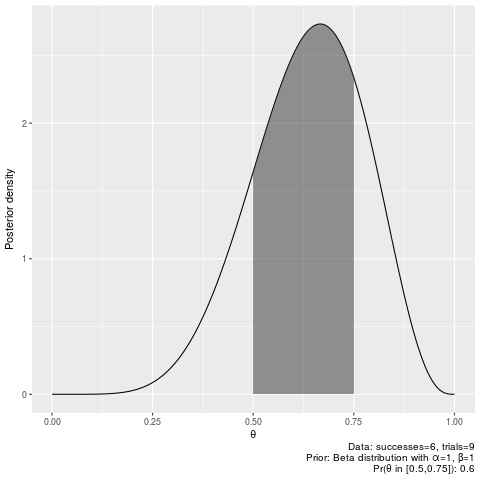 Posterior density
2
1
0
0.00 0.25 0.50 0.75 1.00
θ
Data: successes=6, trials=9
Prior: Beta distribution with α=1, β=1
Pr(θ in [0.5,0.75]): 0.6